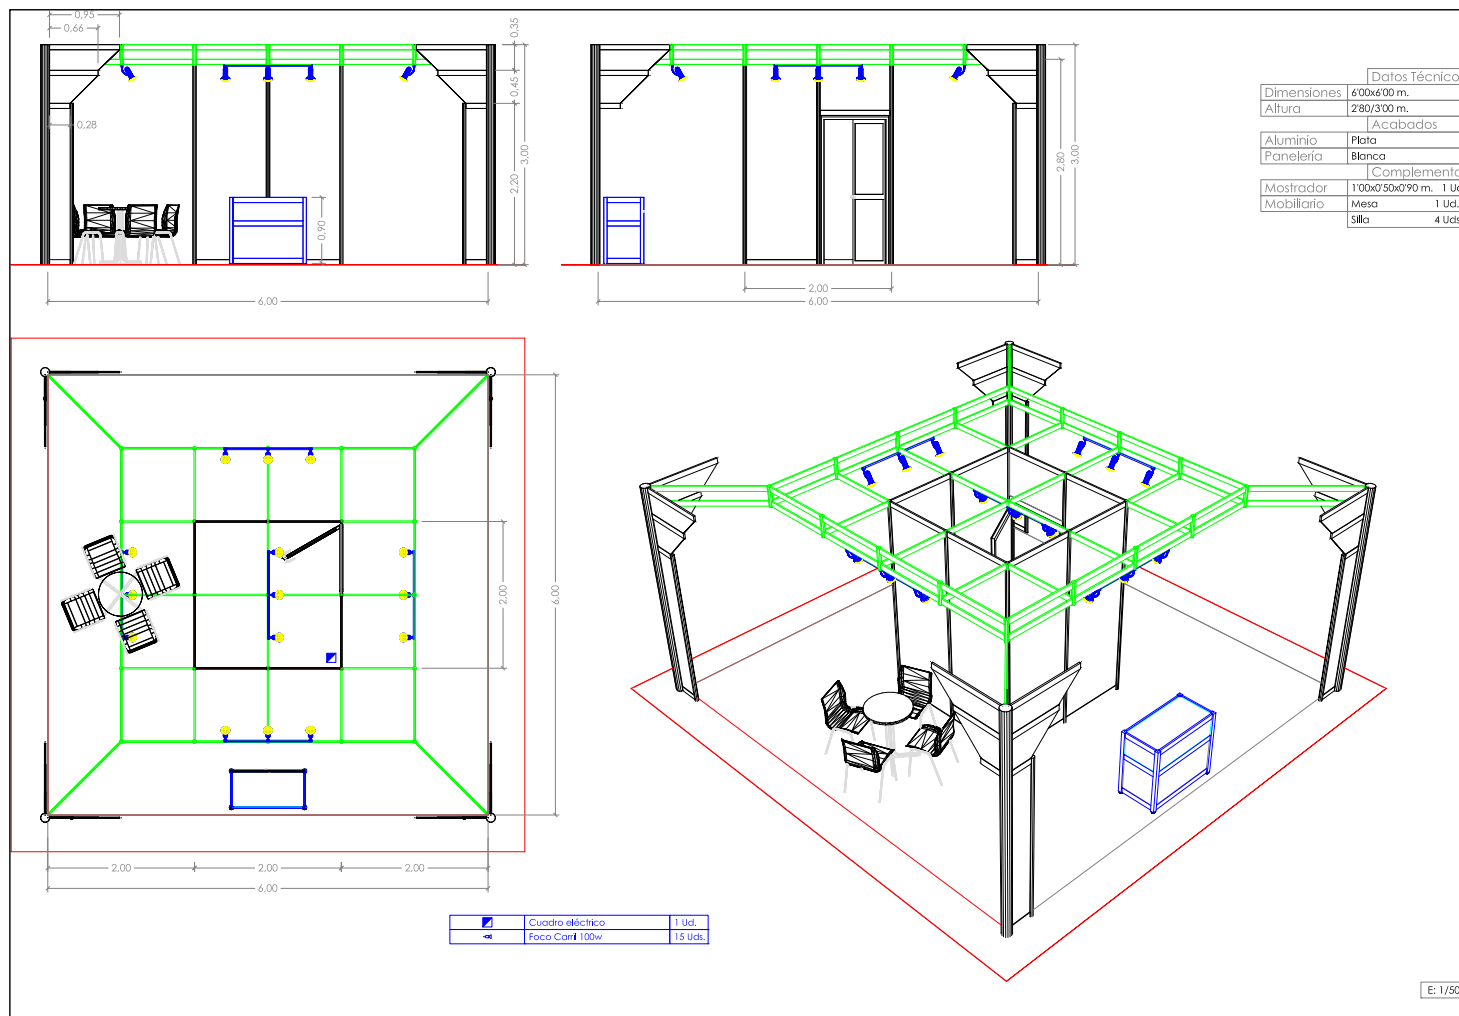 0,95
0,66
0,35
0,45
0,28
2,20
3,00
0,90
6,00
2,80
3,00
2,00
6,00
Datos Técnico
Dimensiones 6'00x6'00 m.
Altura 2'80/3'00 m.
Acabados
Aluminio Plata
Panelería Blanca
Complemento
Mostrador 1'00x0'50x0'90 m. 1 Ud
Mobiliario Mesa 1 Ud.
Silla 4 Uds
2,00
6,00
2,00 2,00 2,00
6,00
Cuadro eléctrico 1 Ud.
Foco Carril 100w 15 Uds.
E: 1/50